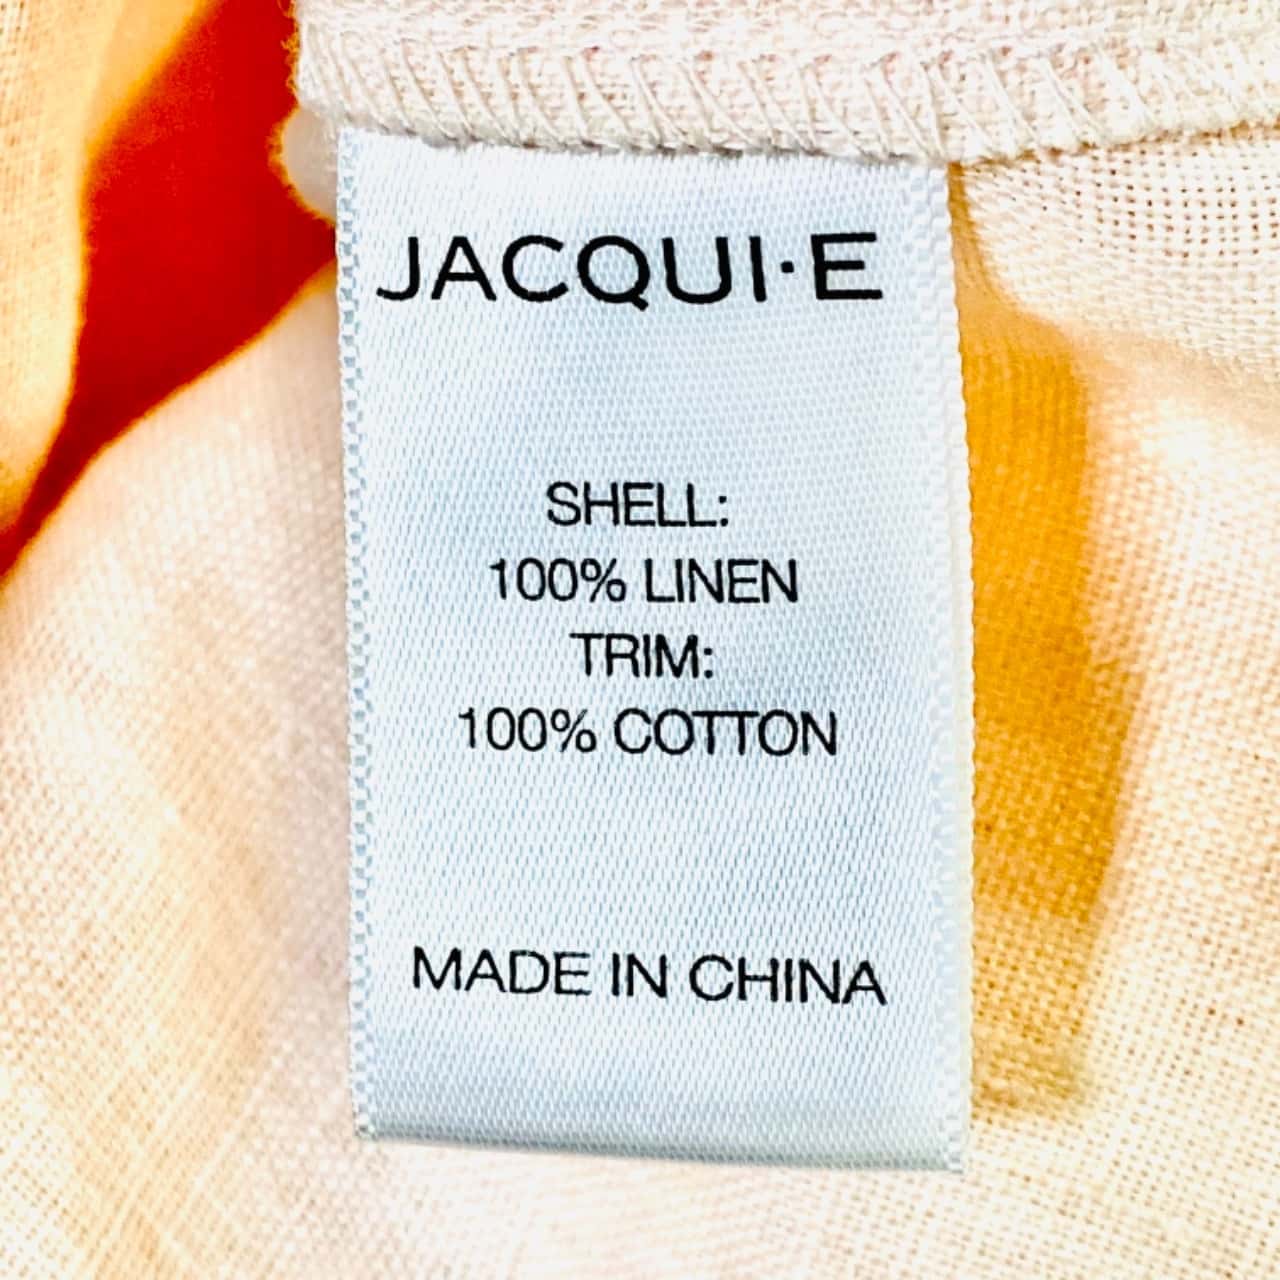 JACQUI·E
SHELL:
100% LINEN
TRIM:
100% COTTON
MADE IN CHINA